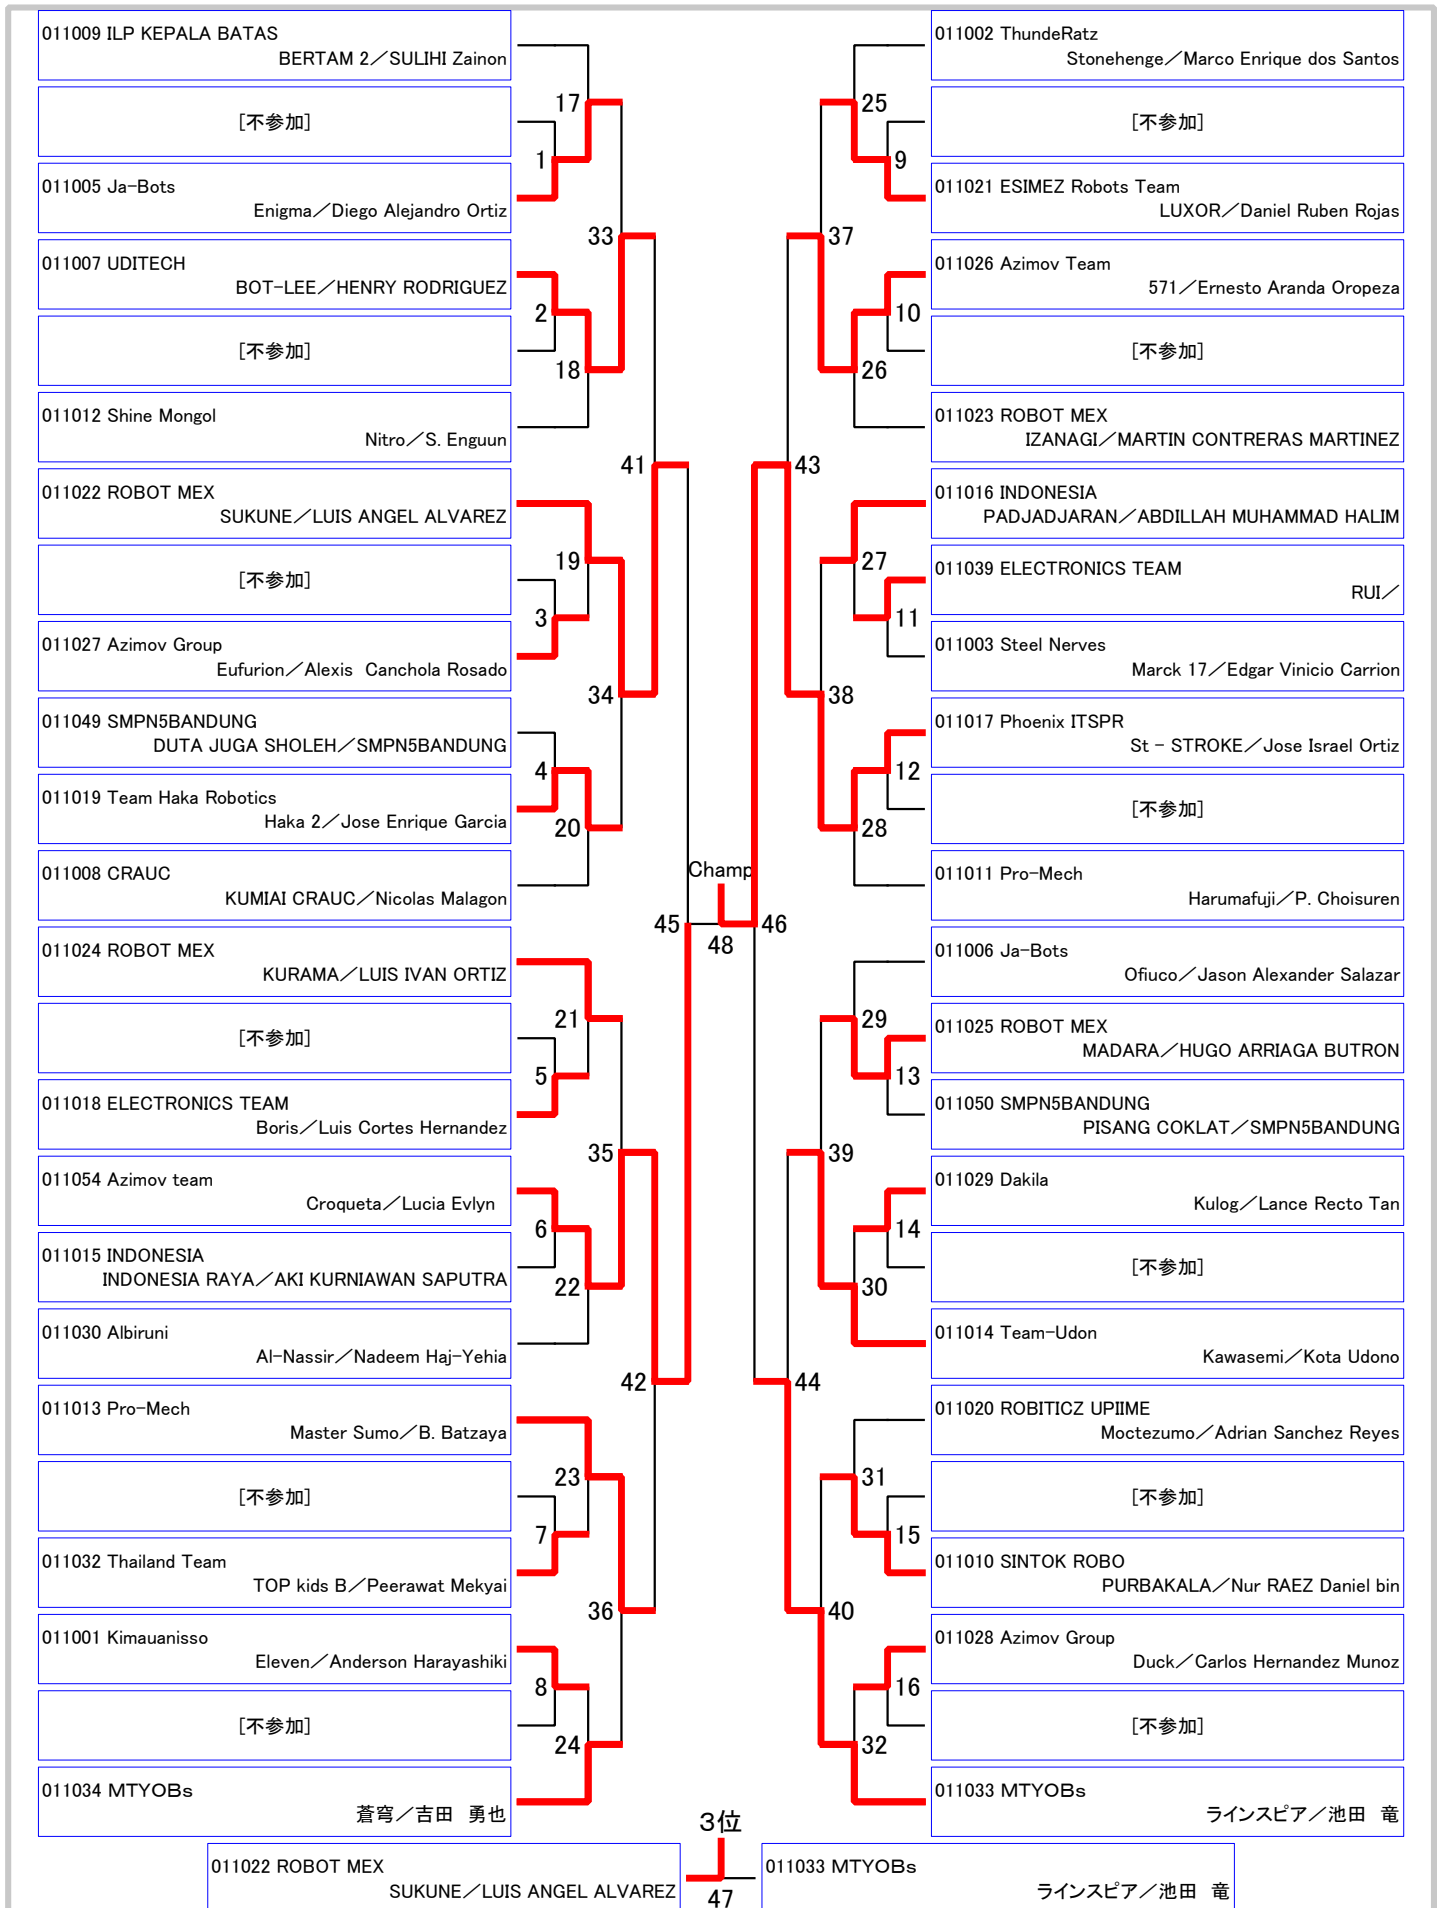 011009 ILP KEPALA BATAS
BERTAM 2／SULIHI Zainon
[不参加]
011005 Ja-Bots
Enigma／Diego Alejandro Ortiz
011007 UDITECH
BOT-LEE／HENRY RODRIGUEZ
[不参加]
011012 Shine Mongol
Nitro／S. Enguun
011022 ROBOT MEX
SUKUNE／LUIS ANGEL ALVAREZ
[不参加]
011027 Azimov Group
Eufurion／Alexis  Canchola Rosado
011049 SMPN5BANDUNG
DUTA JUGA SHOLEH／SMPN5BANDUNG
011019 Team Haka Robotics
Haka 2／Jose Enrique Garcia
011008 CRAUC
KUMIAI CRAUC／Nicolas Malagon
011024 ROBOT MEX
KURAMA／LUIS IVAN ORTIZ
[不参加]
011018 ELECTRONICS TEAM
Boris／Luis Cortes Hernandez
011054 Azimov team
Croqueta／Lucia Evlyn
011015 INDONESIA
INDONESIA RAYA／AKI KURNIAWAN SAPUTRA
011030 Albiruni
Al-Nassir／Nadeem Haj-Yehia
011013 Pro-Mech
Master Sumo／B. Batzaya
[不参加]
011032 Thailand Team
TOP kids B／Peerawat Mekyai
011001 Kimauanisso
Eleven／Anderson Harayashiki
[不参加]
011034 ＭＴＹＯＢｓ
蒼穹／吉田　勇也
17
1
33
2
18
41
19
3
34
4
20
45
21
5
35
6
22
42
23
7
36
8
24
Champ
48
46
25
9
37
10
26
43
27
11
38
12
28
29
13
39
14
30
44
31
15
40
16
32
011002 ThundeRatz
Stonehenge／Marco Enrique dos Santos
[不参加]
011021 ESIMEZ Robots Team
LUXOR／Daniel Ruben Rojas
011026 Azimov Team
571／Ernesto Aranda Oropeza
[不参加]
011023 ROBOT MEX
IZANAGI／MARTIN CONTRERAS MARTINEZ
011016 INDONESIA
PADJADJARAN／ABDILLAH MUHAMMAD HALIM
011039 ELECTRONICS TEAM
RUI／
011003 Steel Nerves
Marck 17／Edgar Vinicio Carrion
011017 Phoenix ITSPR
St - STROKE／Jose Israel Ortiz
[不参加]
011011 Pro-Mech
Harumafuji／P. Choisuren
011006 Ja-Bots
Ofiuco／Jason Alexander Salazar
011025 ROBOT MEX
MADARA／HUGO ARRIAGA BUTRON
011050 SMPN5BANDUNG
PISANG COKLAT／SMPN5BANDUNG
011029 Dakila
Kulog／Lance Recto Tan
[不参加]
011014 Team-Udon
Kawasemi／Kota Udono
011020 ROBITICZ UPIIME
Moctezumo／Adrian Sanchez Reyes
[不参加]
011010 SINTOK ROBO
PURBAKALA／Nur RAEZ Daniel bin
011028 Azimov Group
Duck／Carlos Hernandez Munoz
[不参加]
011033 ＭＴＹＯＢｓ
ラインスピア／池田　竜
３位
011022 ROBOT MEX
SUKUNE／LUIS ANGEL ALVAREZ
47
011033 ＭＴＹＯＢｓ
ラインスピア／池田　竜